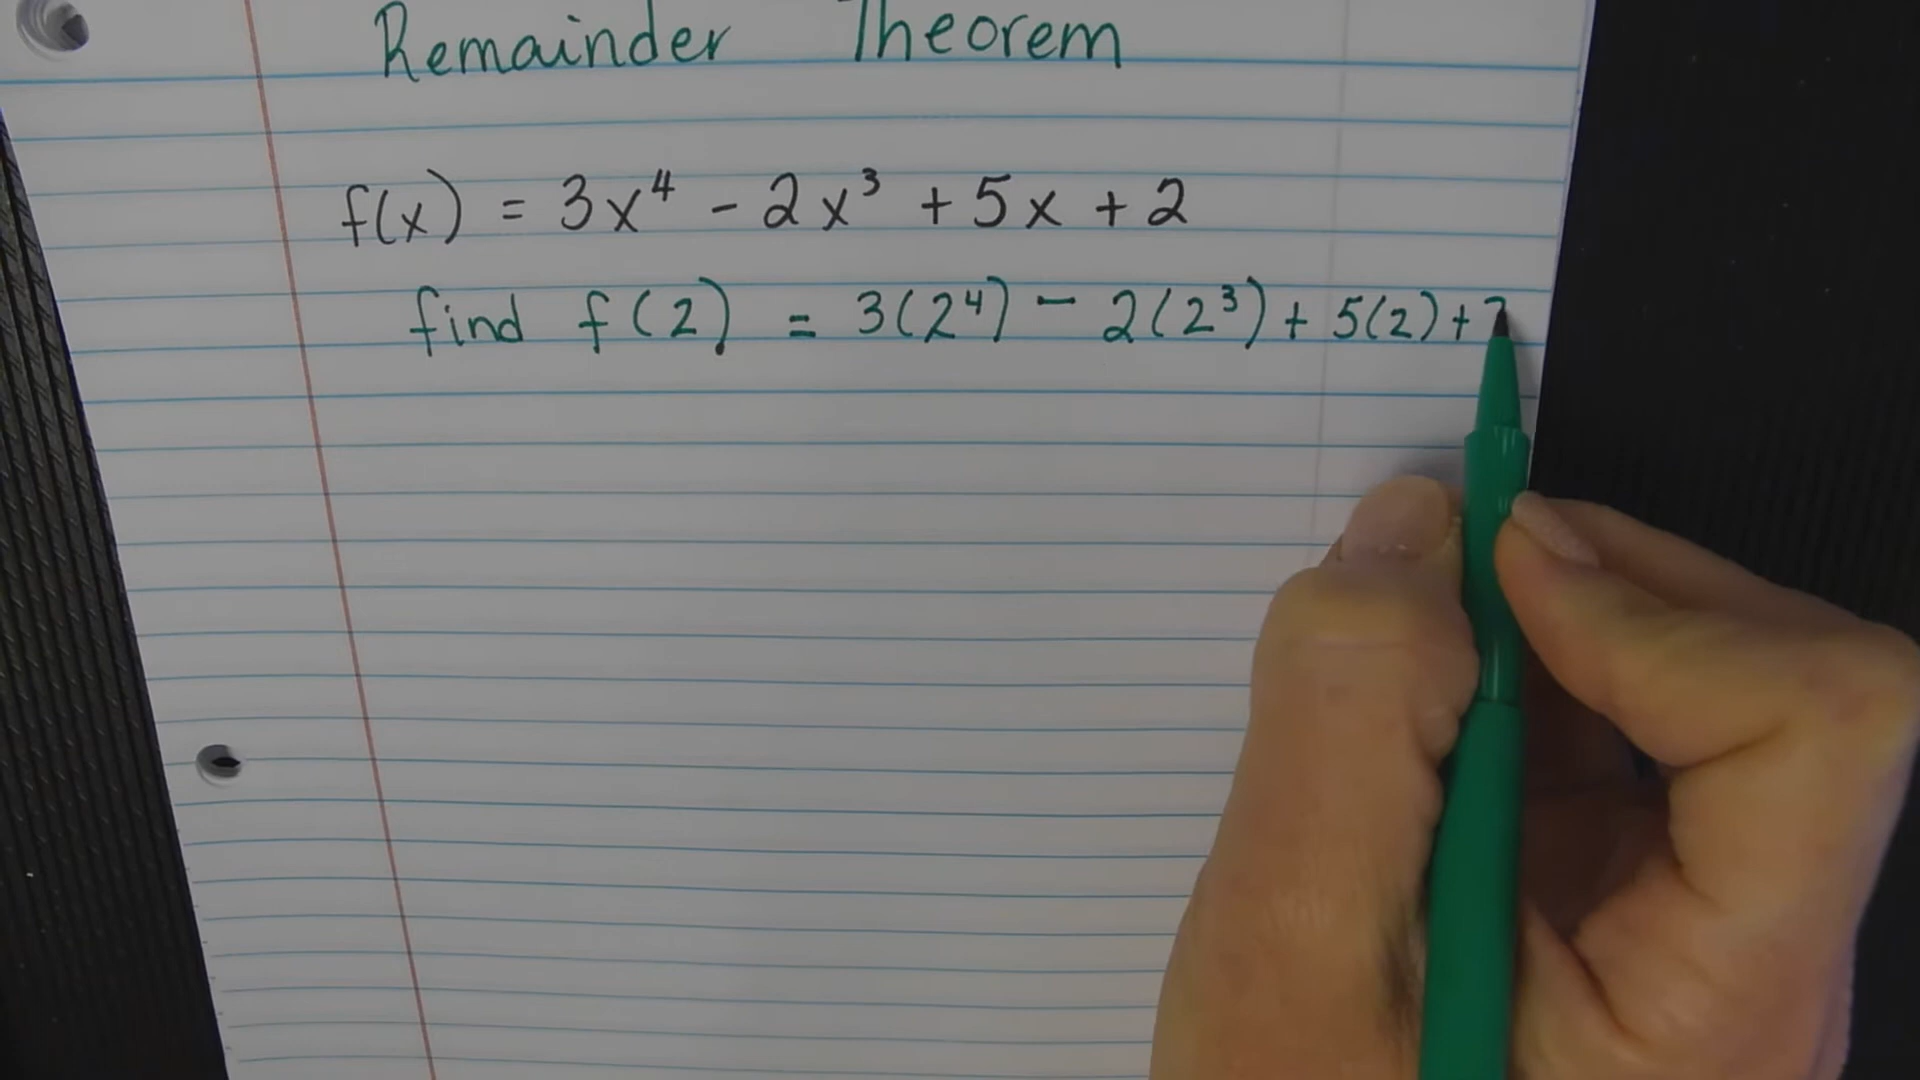 Remainder Theorem
f(x) = 3x⁴ - 2x³ + 5x + 2
find f(2) = 3(2⁴) - 2(2³) + 5(2) +